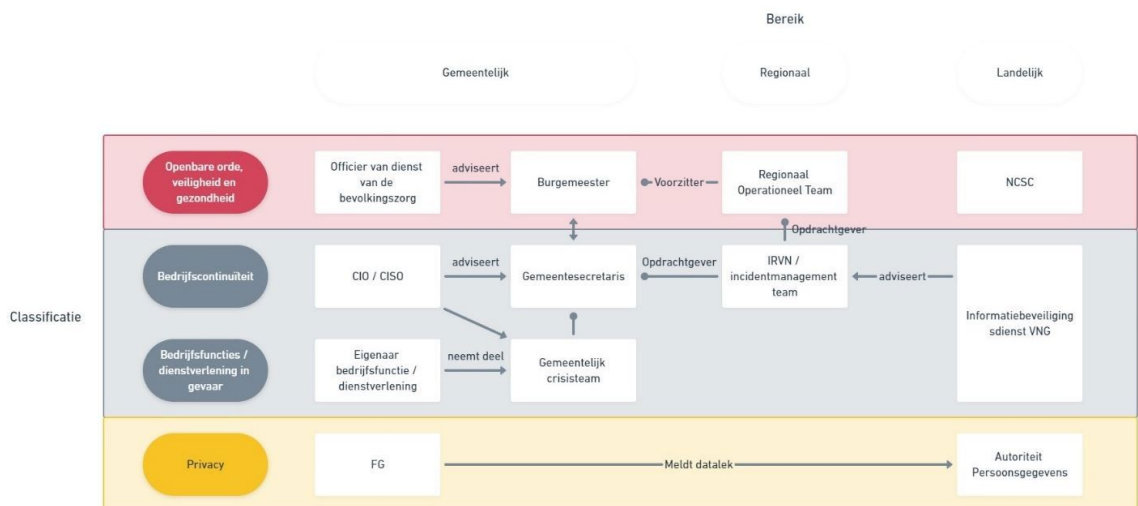 Bereik
Gemeentelijk
Regionaal
Landelijk
Openbare orde,
veiligheid en
gezondheid
Officier van dienst
van de
bevolkingszorg
adviseert
Burgemeester
Voorzitter
Regionaal
Operationeel Team
NCSC
Opdrachtgever
Classificatie
Bedrijfscontinuïteit
CIO / CISO
adviseert
Gemeentesecretaris
Opdrachtgever
IRVN /
incidentmanagement
team
adviseert
Informatiebeveiliging
sdienst VNG
Bedrijfsfuncties /
dienstverlening in
gevaar
Eigenaar
bedrijfsfunctie /
dienstverlening
neemt deel
Gemeentelijk
crisisteam
Privacy
FG
Meldt datalek
Autoriteit
Persoonsgegevens